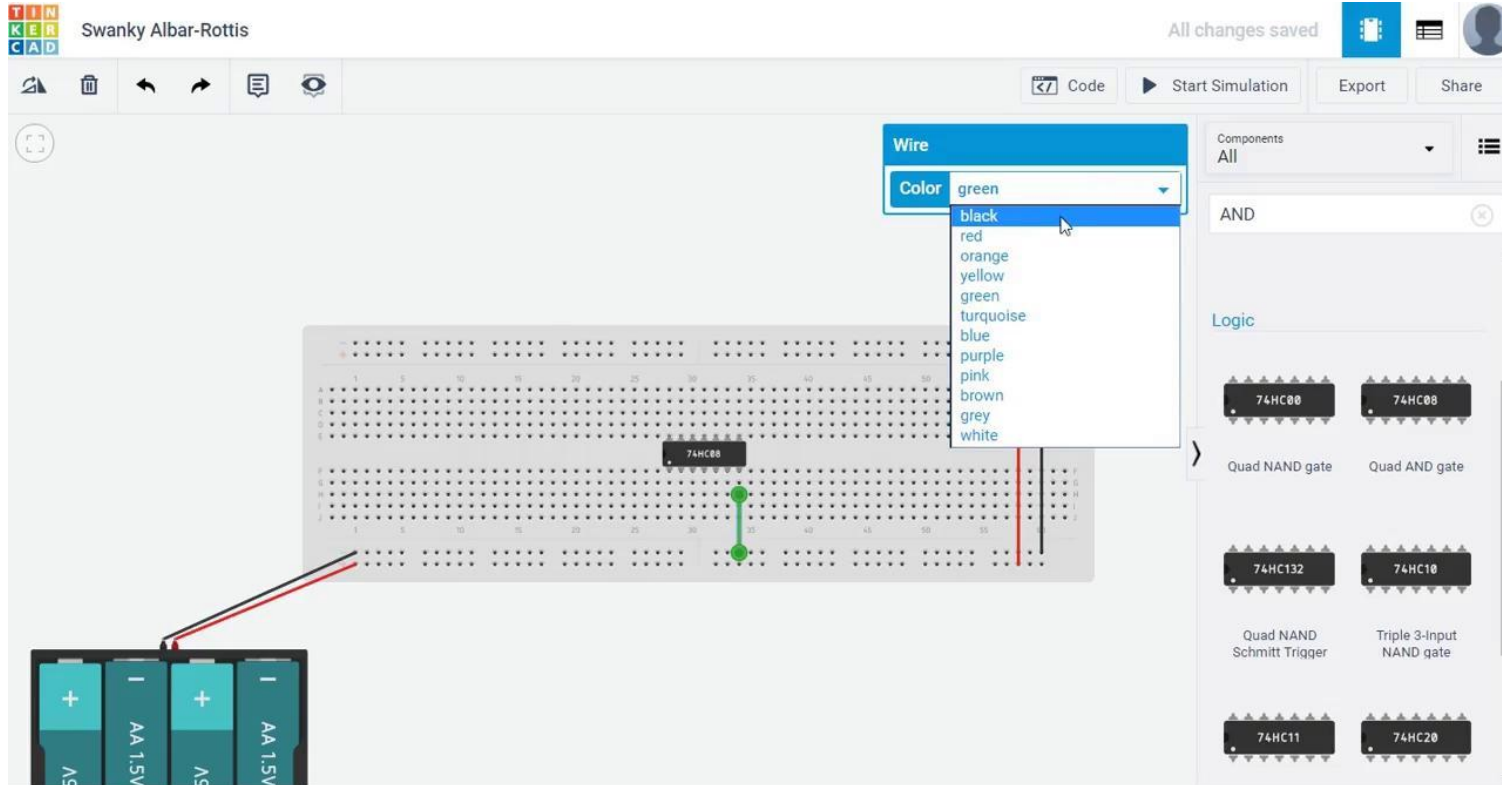 TINKERCAD
Swanky Albar-Rottis
All changes saved
Code
Start Simulation
Export
Share
Wire
Color green
black
red
orange
yellow
green
turquoise
blue
purple
pink
brown
grey
white
Components
All
AND
Logic
74HC00
74HC08
Quad NAND gate
Quad AND gate
74HC132
74HC10
Quad NAND
Schmitt Trigger
Triple 3-Input
NAND gate
74HC11
74HC20
74HC08
+
AA 1.5V
+
AA 1.5V